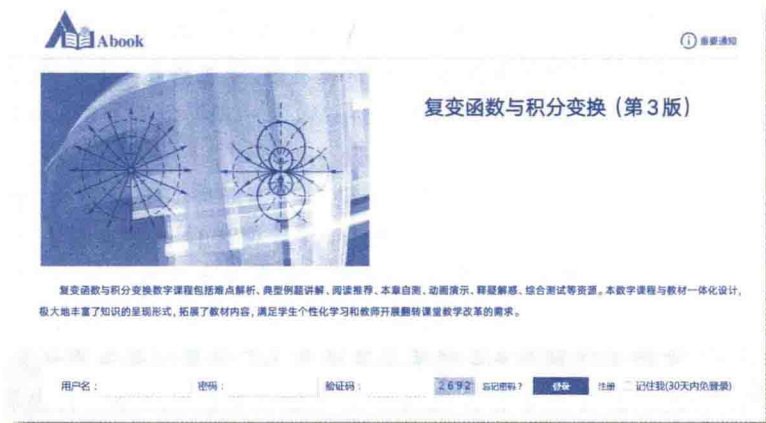 Abook
重要通知
复变函数与积分变换（第3版）
复变函数与积分变换数字课程包括难点解析、典型例题讲解、阅读推荐、本章自测、动画演示、释疑解惑、综合测试等资源。本数字课程与教材一体化设计，
极大地丰富了知识的呈现形式，拓展了教材内容，满足学生个性化学习和教师开展翻转课堂教学改革的需求。
用户名： 密码： 验证码： 2692 忘记密码？ 登录 注册 记住我(30天内免登录)